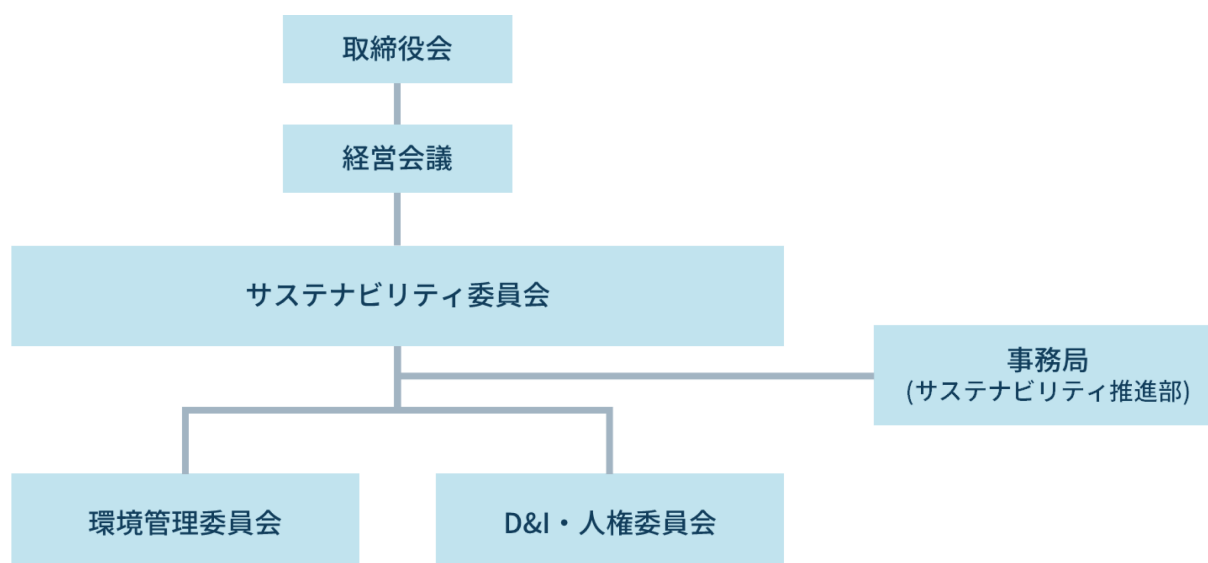 取締役会
経営会議
サステナビリティ委員会
事務局
(サステナビリティ推進部)
環境管理委員会
D&I・人権委員会